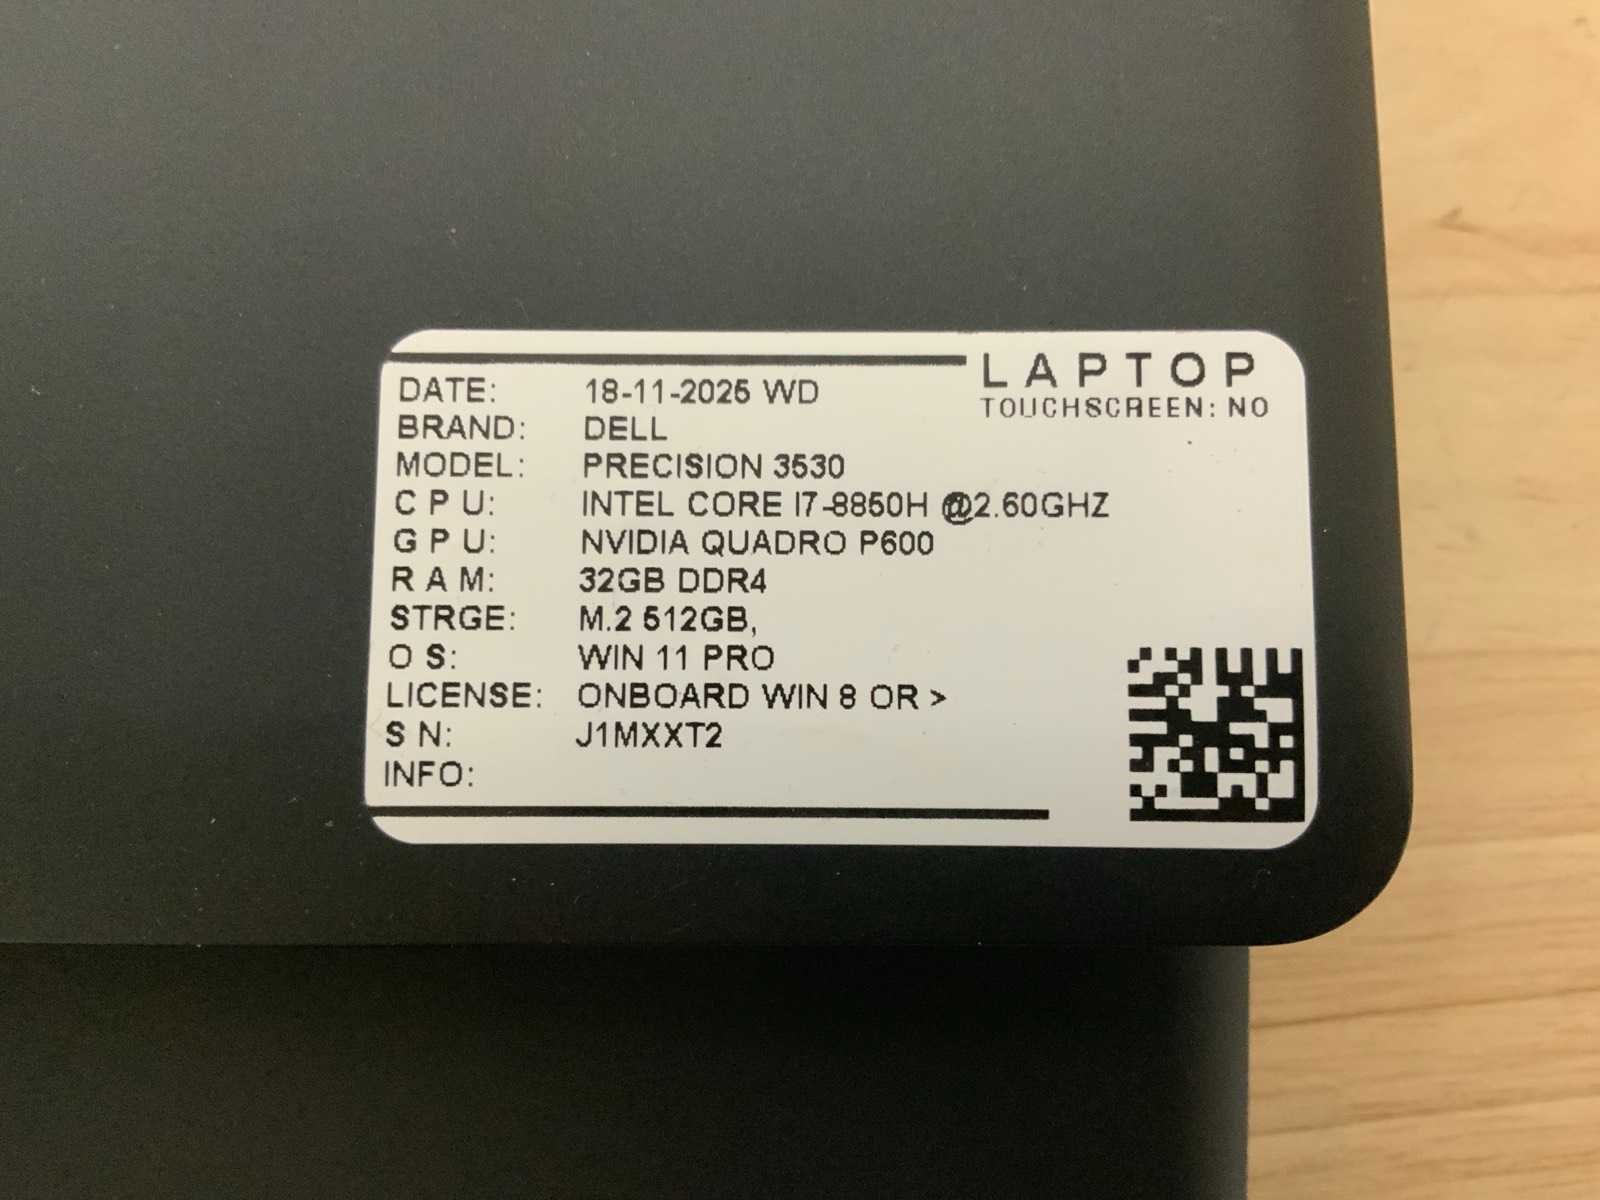 LAPTOP
TOUCHSCREEN: NO
DATE: 18-11-2025 WD
BRAND: DELL
MODEL: PRECISION 3530
C P U: INTEL CORE I7-8850H @2.60GHZ
G P U: NVIDIA QUADRO P600
R A M: 32GB DDR4
STRGE: M.2 512GB,
O S: WIN 11 PRO
LICENSE: ONBOARD WIN 8 OR >
S N: J1MXXT2
INFO: